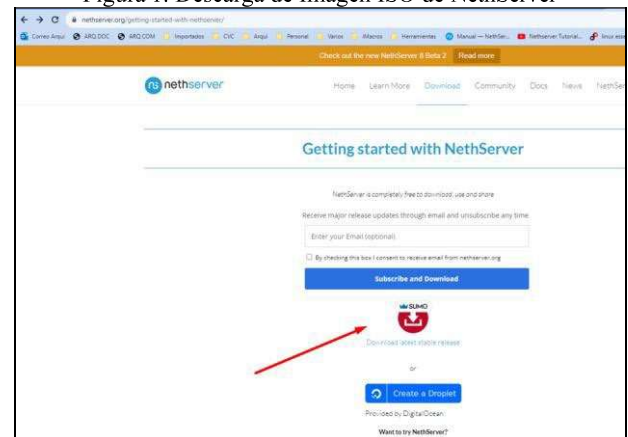 Figura 1: Descarga de Imagen ISO de NethServer
nethserver.org/getting-started-with-nethserver/
Correo Arqui ARQ.DOC ARQ.COM Importados CVC Arqui Personal Varios Macros Herramientas Manual — NethSer... Nethserver Tutorial... linux
Check out the new NethServer 8 Beta 2 Read more
nethserver Home Learn More Download Community Docs News NethSer
Getting started with NethServer
NethServer is completely free to download, use and share
Receive major release updates through email and unsubscribe any time.
Enter your Email (optional)
By checking this box I consent to receive email from nethserver.org
Subscribe and Download
SUMO
Download latest stable release
or
Create a Droplet
Provided by DigitalOcean
Want to try NethServer?